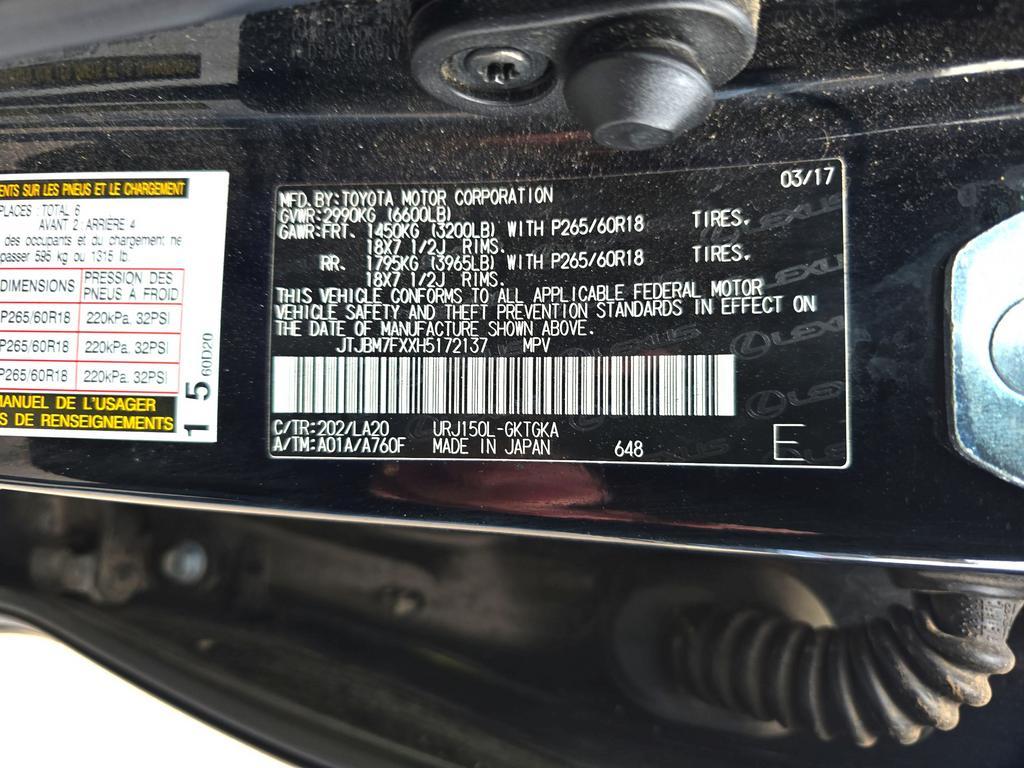 ENTS SUR LES PNEUS ET LE CHARGEMENT
PLACES : TOTAL 6
AVANT 2 : ARRIÈRE 4
des occupants et du chargement ne
passer 595 kg ou 1315 lb.
DIMENSIONS PRESSION DES PNEUS À FROID
P265/60R18 220kPa. 32PSI
P265/60R18 220kPa. 32PSI
P265/60R18 220kPa. 32PSI
MANUEL DE L'USAGER
S DE RENSEIGNEMENTS
1 5 60D20
03/17
MFD.BY:TOYOTA MOTOR CORPORATION
GVWR:2990KG (6600LB)
GAWR:FRT. 1450KG (3200LB) WITH P265/60R18 TIRES.
18X7 1/2J RIMS.
RR. 1795KG (3965LB) WITH P265/60R18 TIRES.
18X7 1/2J RIMS.
THIS VEHICLE CONFORMS TO ALL APPLICABLE FEDERAL MOTOR
VEHICLE SAFETY AND THEFT PREVENTION STANDARDS IN EFFECT ON
THE DATE OF MANUFACTURE SHOWN ABOVE.
JTJBM7FXXH5172137 MPV
C/TR:202/LA20 URJ150L-GKTGKA
A/TM:A01A/A760F MADE IN JAPAN 648 E
LEXUS